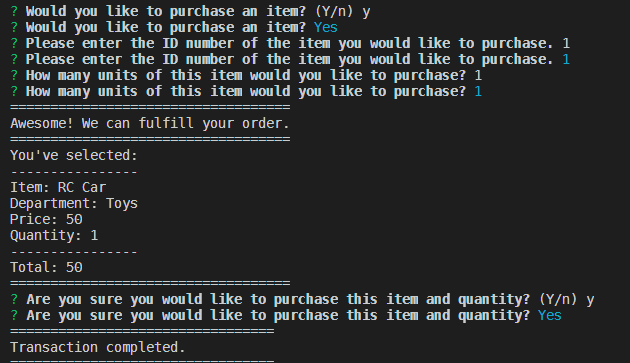 ? Would you like to purchase an item? (Y/n) y
? Would you like to purchase an item? Yes
? Please enter the ID number of the item you would like to purchase. 1
? Please enter the ID number of the item you would like to purchase. 1
? How many units of this item would you like to purchase? 1
? How many units of this item would you like to purchase? 1
===================================
Awesome! We can fulfill your order.
===================================
You've selected:
----------------
Item: RC Car
Department: Toys
Price: 50
Quantity: 1
----------------
Total: 50
===================================
? Are you sure you would like to purchase this item and quantity? (Y/n) y
? Are you sure you would like to purchase this item and quantity? Yes
=================================
Transaction completed.
=================================